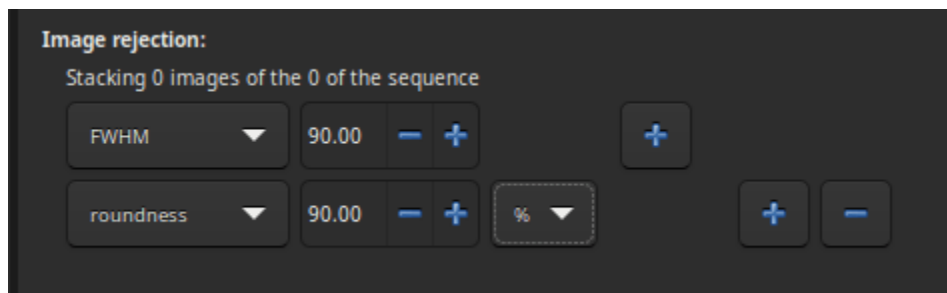 Image rejection:
Stacking 0 images of the 0 of the sequence
FWHM 90.00
roundness 90.00 %